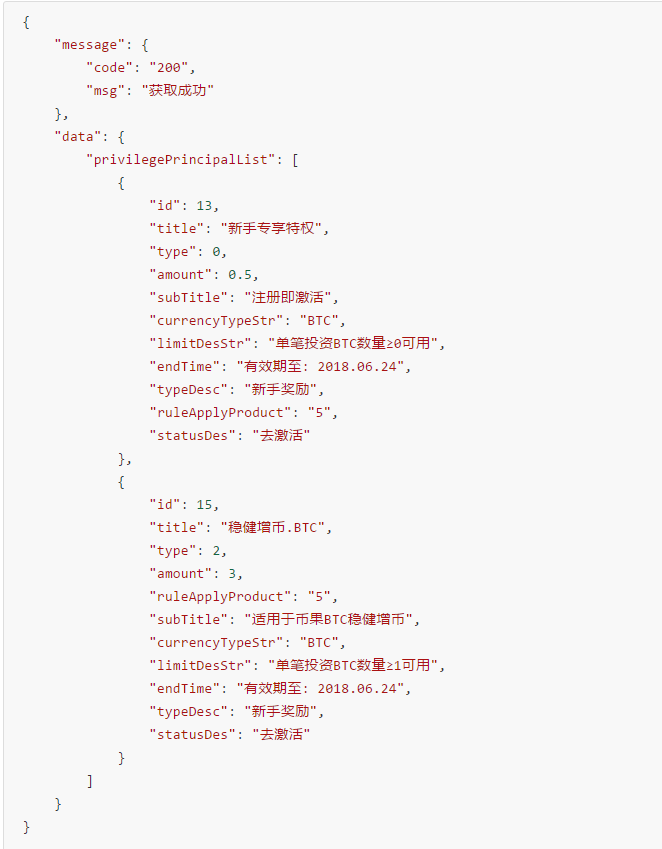 {
    "message": {
        "code": "200",
        "msg": "获取成功"
    },
    "data": {
        "privilegePrincipalList": [
            {
                "id": 13,
                "title": "新手专享特权",
                "type": 0,
                "amount": 0.5,
                "subTitle": "注册即激活",
                "currencyTypeStr": "BTC",
                "limitDesStr": "单笔投资BTC数量≥0可用",
                "endTime": "有效期至: 2018.06.24",
                "typeDesc": "新手奖励",
                "ruleApplyProduct": "5",
                "statusDes": "去激活"
            },
            {
                "id": 15,
                "title": "稳健增币.BTC",
                "type": 2,
                "amount": 3,
                "ruleApplyProduct": "5",
                "subTitle": "适用于币果BTC稳健增币",
                "currencyTypeStr": "BTC",
                "limitDesStr": "单笔投资BTC数量≥1可用",
                "endTime": "有效期至: 2018.06.24",
                "typeDesc": "新手奖励",
                "statusDes": "去激活"
            }
        ]
    }
}